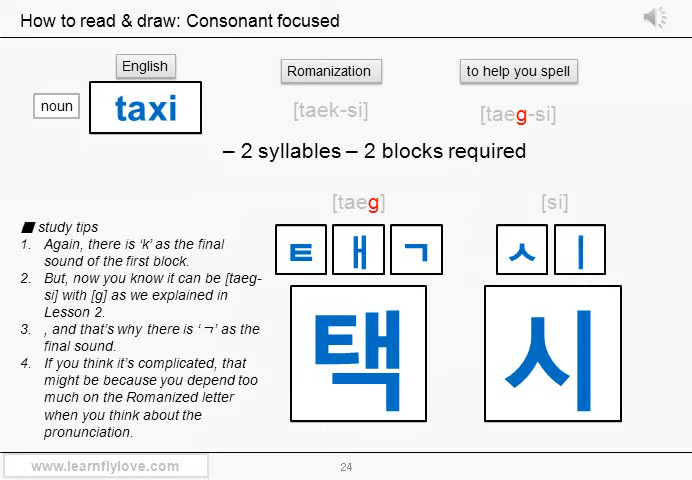 How to read & draw: Consonant focused
English
Romanization
to help you spell
noun
taxi
[taek-si]
[taeg-si]
– 2 syllables – 2 blocks required
[taeg]
[si]
study tips
1. Again, there is ‘k’ as the final
sound of the first block.
2. But, now you know it can be [taeg-
si] with [g] as we explained in
Lesson 2.
3. , and that’s why there is ‘ㄱ’ as the
final sound.
4. If you think it’s complicated, that
might be because you depend too
much on the Romanized letter
when you think about the
pronunciation.
ㅌ ㅐ ㄱ
ㅅ ㅣ
택
시
www.learnflylove.com
24